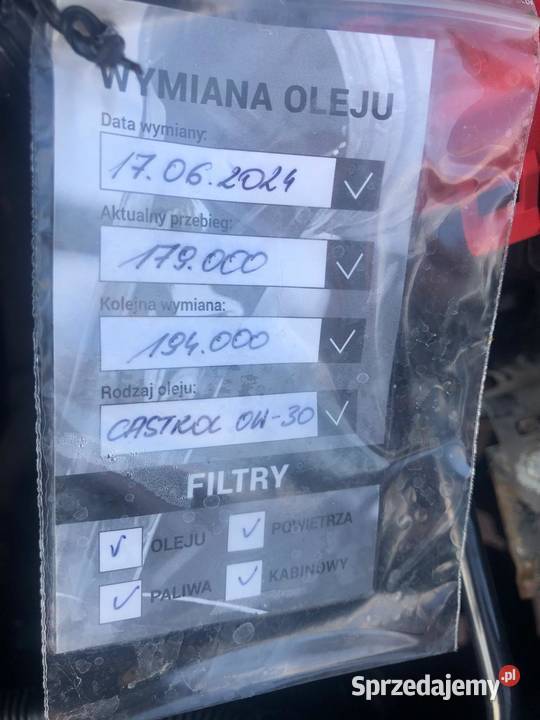 WYMIANA OLEJU
Data wymiany:
17.06.2024
Aktualny przebieg:
179.000
Kolejna wymiana:
194.000
Rodzaj oleju:
CASTROL 0W-30
FILTRY
OLEJU
POWIETRZA
PALIWA
KABINOWY
Sprzedajemy.pl